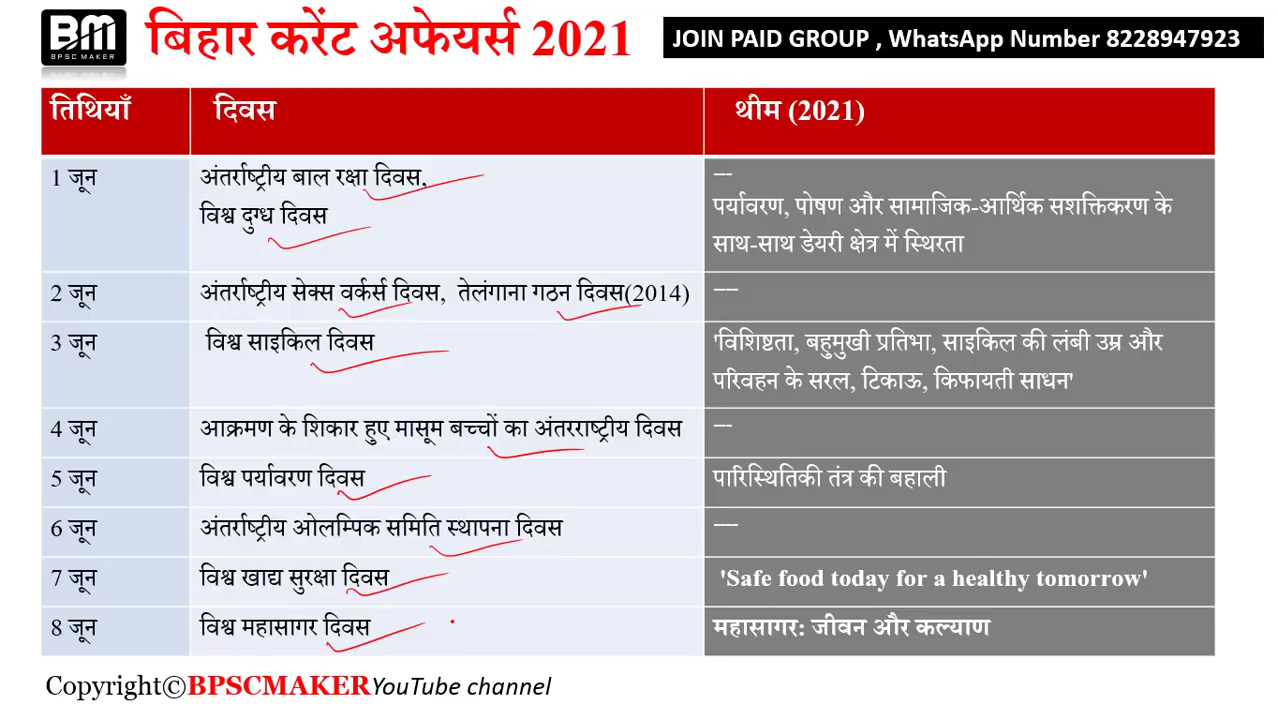 BM
BPSC MAKER
बिहार करेंट अफेयर्स 2021
JOIN PAID GROUP , WhatsApp Number 8228947923
तिथियाँ दिवस थीम (2021)
1 जून अंतर्राष्ट्रीय बाल रक्षा दिवस, ---
विश्व दुग्ध दिवस पर्यावरण, पोषण और सामाजिक-आर्थिक सशक्तिकरण के
साथ-साथ डेयरी क्षेत्र में स्थिरता
2 जून अंतर्राष्ट्रीय सेक्स वर्कर्स दिवस, तेलंगाना गठन दिवस(2014) ----
3 जून विश्व साइकिल दिवस 'विशिष्टता, बहुमुखी प्रतिभा, साइकिल की लंबी उम्र और
परिवहन के सरल, टिकाऊ, किफायती साधन'
4 जून आक्रमण के शिकार हुए मासूम बच्चों का अंतरराष्ट्रीय दिवस ---
5 जून विश्व पर्यावरण दिवस पारिस्थितिकी तंत्र की बहाली
6 जून अंतर्राष्ट्रीय ओलम्पिक समिति स्थापना दिवस ----
7 जून विश्व खाद्य सुरक्षा दिवस 'Safe food today for a healthy tomorrow'
8 जून विश्व महासागर दिवस महासागर: जीवन और कल्याण
Copyright©BPSCMAKERYouTube channel